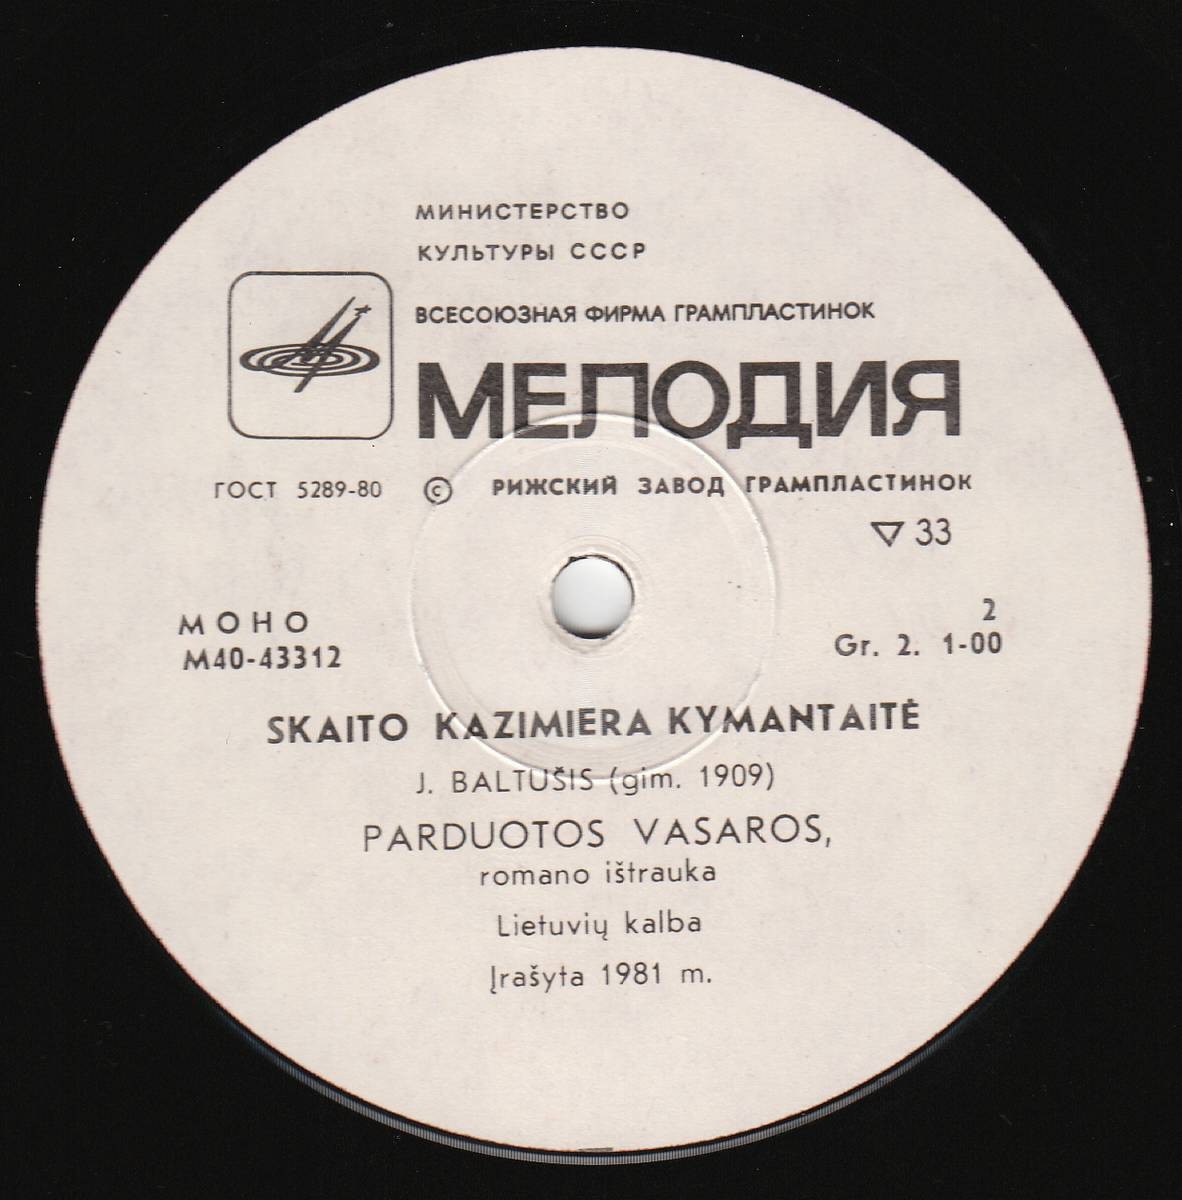 МИНИСТЕРСТВО
КУЛЬТУРЫ СССР
ВСЕСОЮЗНАЯ ФИРМА ГРАМПЛАСТИНОК
МЕЛОДИЯ
ГОСТ 5289-80 © РИЖСКИЙ ЗАВОД ГРАМПЛАСТИНОК
▽ 33
МОНО
М40-43312
2
Gr. 2. 1-00
SKAITO KAZIMIERA KYMANTAITĖ
J. BALTUŠIS (gim. 1909)
PARDUOTOS VASAROS,
romano ištrauka
Lietuvių kalba
Įrašyta 1981 m.